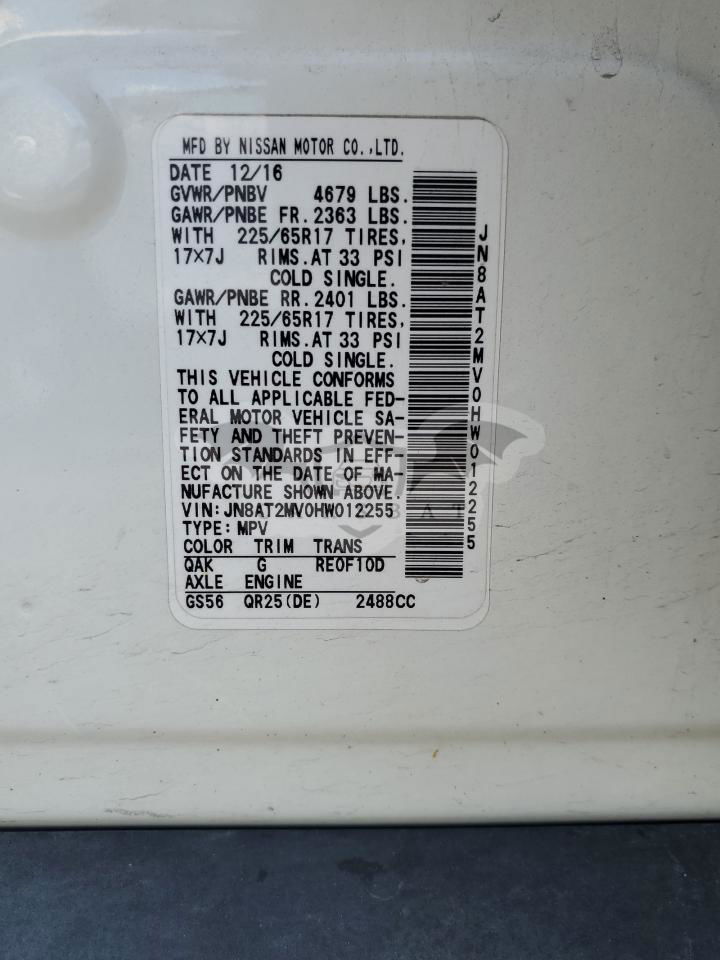 MFD BY NISSAN MOTOR CO.,LTD.
DATE 12/16
GVWR/PNBV 4679 LBS.
GAWR/PNBE FR. 2363 LBS.
WITH 225/65R17 TIRES,
17×7J RIMS. AT 33 PSI
COLD SINGLE.
GAWR/PNBE RR. 2401 LBS.
WITH 225/65R17 TIRES,
17×7J RIMS. AT 33 PSI
COLD SINGLE.
THIS VEHICLE CONFORMS
TO ALL APPLICABLE FED-
ERAL MOTOR VEHICLE SA-
FETY AND THEFT PREVEN-
TION STANDARDS IN EFF-
ECT ON THE DATE OF MA-
NUFACTURE SHOWN ABOVE.
VIN:JN8AT2MV0HW012255
TYPE:MPV
COLOR TRIM TRANS
QAK G RE0F10D
AXLE ENGINE
GS56 QR25(DE) 2488CC
JN8AT2MV0HW012255